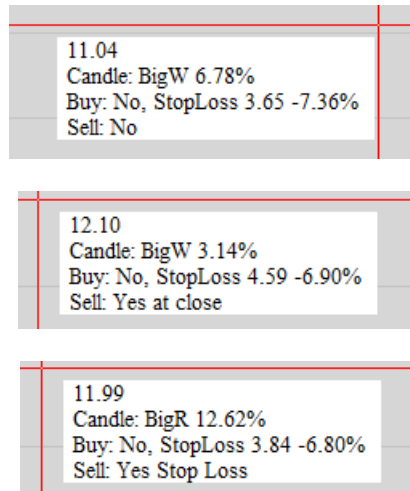 11.04
Candle: BigW 6.78%
Buy: No, StopLoss 3.65 -7.36%
Sell: No
12.10
Candle: BigW 3.14%
Buy: No, StopLoss 4.59 -6.90%
Sell: Yes at close
11.99
Candle: BigR 12.62%
Buy: No, StopLoss 3.84 -6.80%
Sell: Yes Stop Loss